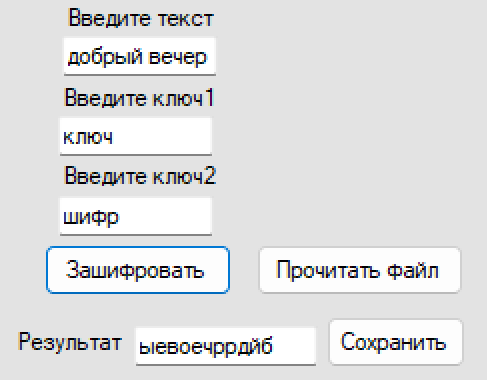 Введите текст
добрый вечер
Введите ключ1
ключ
Введите ключ2
шифр
Зашифровать Прочитать файл
Результат ыевоечррдйб Сохранить